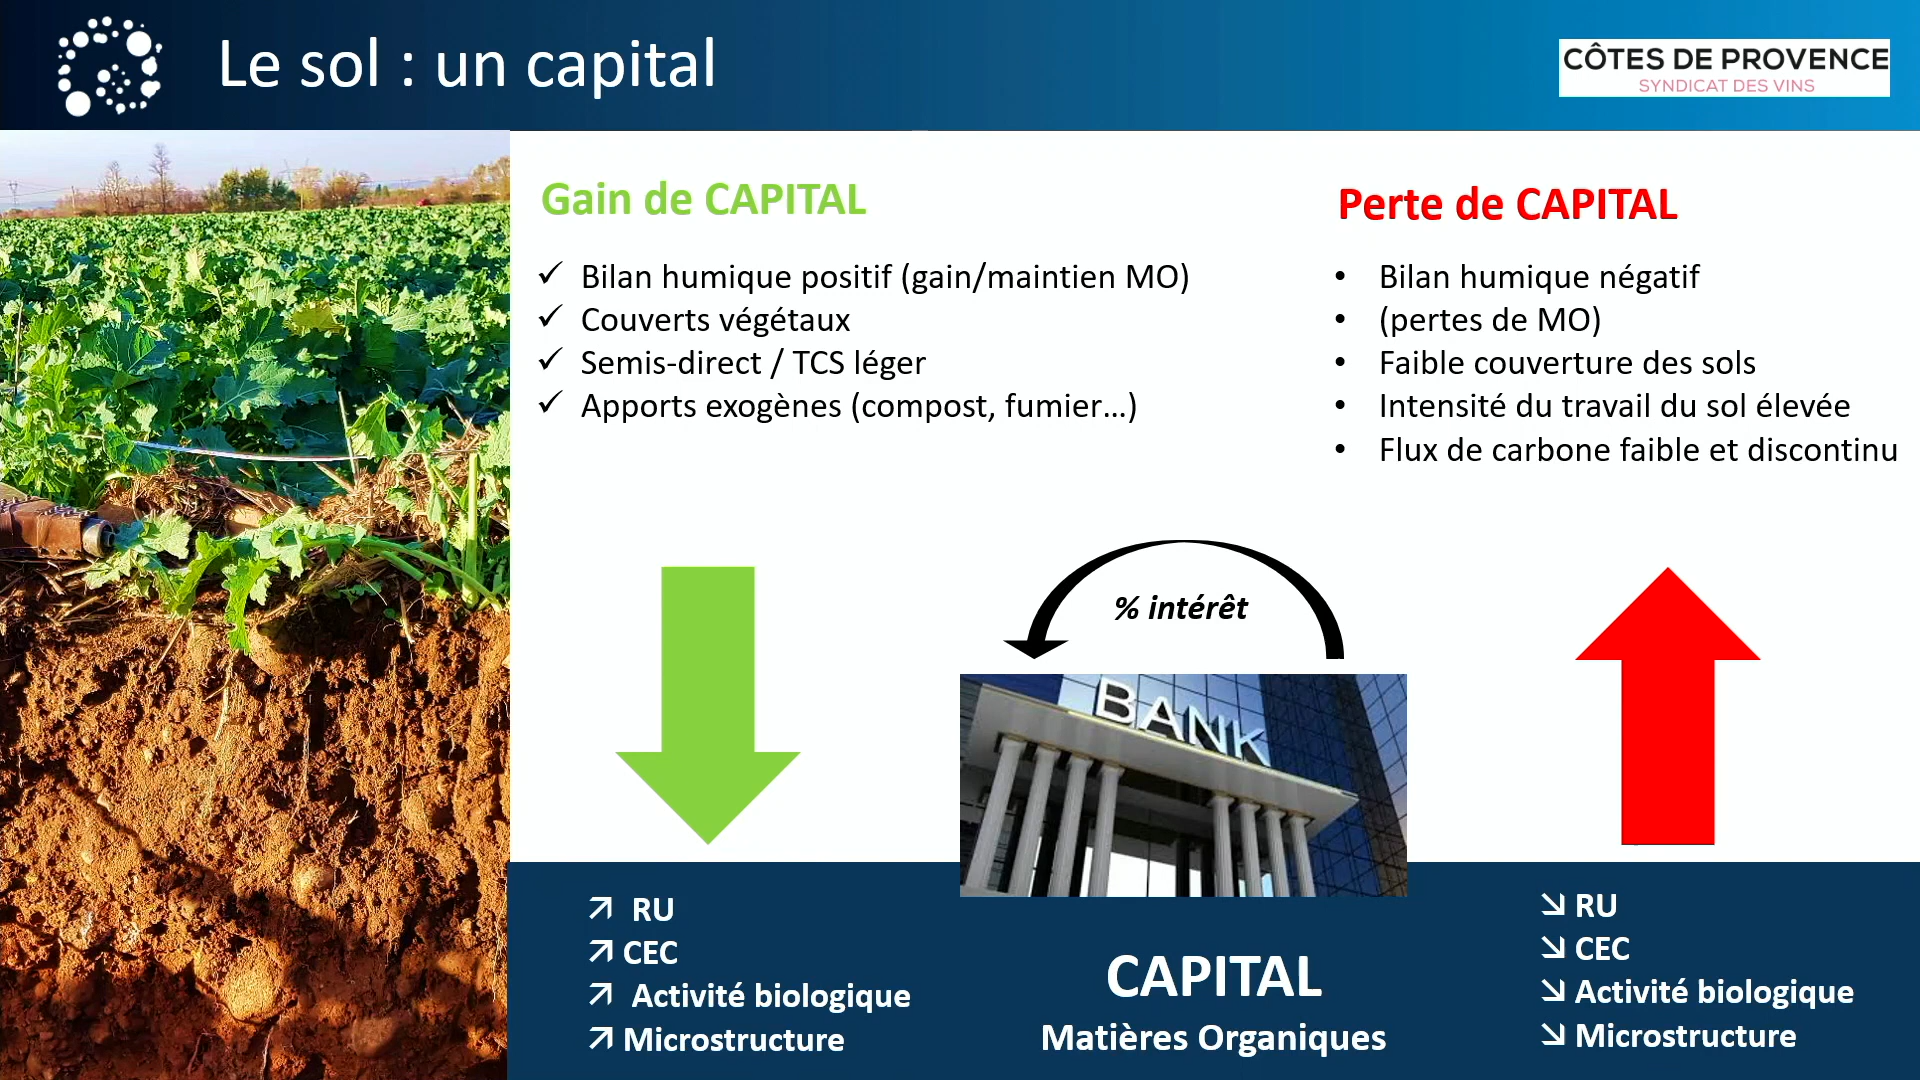 Le sol : un capital
CÔTES DE PROVENCE
SYNDICAT DES VINS
Gain de CAPITAL
✓ Bilan humique positif (gain/maintien MO)
✓ Couverts végétaux
✓ Semis-direct / TCS léger
✓ Apports exogènes (compost, fumier...)
Perte de CAPITAL
• Bilan humique négatif
• (pertes de MO)
• Faible couverture des sols
• Intensité du travail du sol élevée
• Flux de carbone faible et discontinu
% intérêt
BANK
↗ RU
↗ CEC
↗ Activité biologique
↗ Microstructure
CAPITAL
Matières Organiques
↘ RU
↘ CEC
↘ Activité biologique
↘ Microstructure